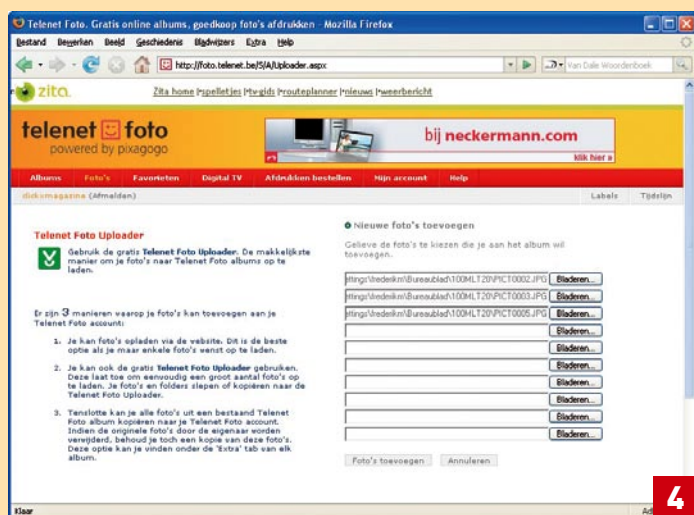 Telenet Foto. Gratis online albums, goedkoop foto's afdrukken - Mozilla Firefox
Bestand Bewerken Beeld Geschiedenis Bladwijzers Extra Help
http://foto.telenet.be/S/A/Uploader.aspx
Van Dale Woordenboek
zita.
Zita home | spelletjes | tv-gids | routeplanner | nieuws | weerbericht
telenet foto
powered by pixagogo
bij neckermann.com
klik hier »
Albums Foto's Favorieten Digital TV Afdrukken bestellen Mijn account Help
clickxmagazine (Afmelden)
Labels Tijdslijn
Telenet Foto Uploader
Gebruik de gratis Telenet Foto Uploader. De makkelijkste
manier om je foto's naar Telenet Foto albums op te
laden.
Er zijn 3 manieren waarop je foto's kan toevoegen aan je
Telenet Foto account:
1. Je kan foto's opladen via de website. Dit is de beste
optie als je maar enkele foto's wenst op te laden.
2. Je kan ook de gratis Telenet Foto Uploader gebruiken.
Deze laat toe om eenvoudig een groot aantal foto's op
te laden. Je foto's en folders slepen of kopiëren naar de
Telenet Foto Uploader.
3. Tenslotte kan je alle foto's uit een bestaand Telenet
Foto album kopiëren naar je Telenet Foto account.
Indien de originele foto's door de eigenaar worden
verwijderd, behoud je toch een kopie van deze foto's.
Deze optie kan je vinden onder de 'Extra' tab van elk
album.
Nieuwe foto's toevoegen
Gelieve de foto's te kiezen die je aan het album wil
toevoegen.
ettings\frederikm\Bureaublad\100MLT20\PICT0002.JPG Bladeren...
ettings\frederikm\Bureaublad\100MLT20\PICT0003.JPG Bladeren...
ettings\frederikm\Bureaublad\100MLT20\PICT0005.JPG Bladeren...
Bladeren...
Bladeren...
Bladeren...
Bladeren...
Bladeren...
Bladeren...
Bladeren...
Foto's toevoegen Annuleren
Klaar
4